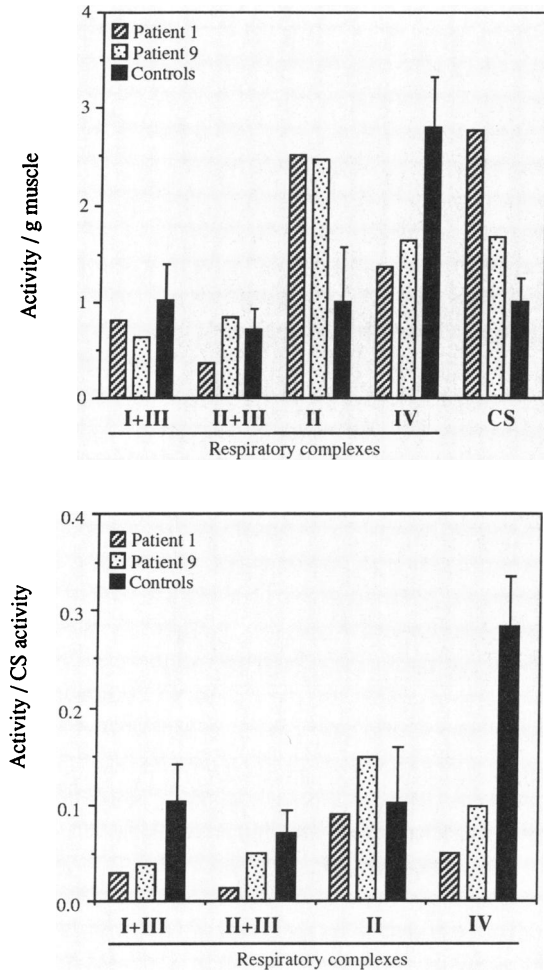 4
Patient 1
Patient 9
Controls
3
Activity / g muscle
2
1
0
I+III II+III II IV CS
Respiratory complexes
0.4
Patient 1
Patient 9
Controls
0.3
Activity / CS activity
0.2
0.1
0.0
I+III II+III II IV
Respiratory complexes